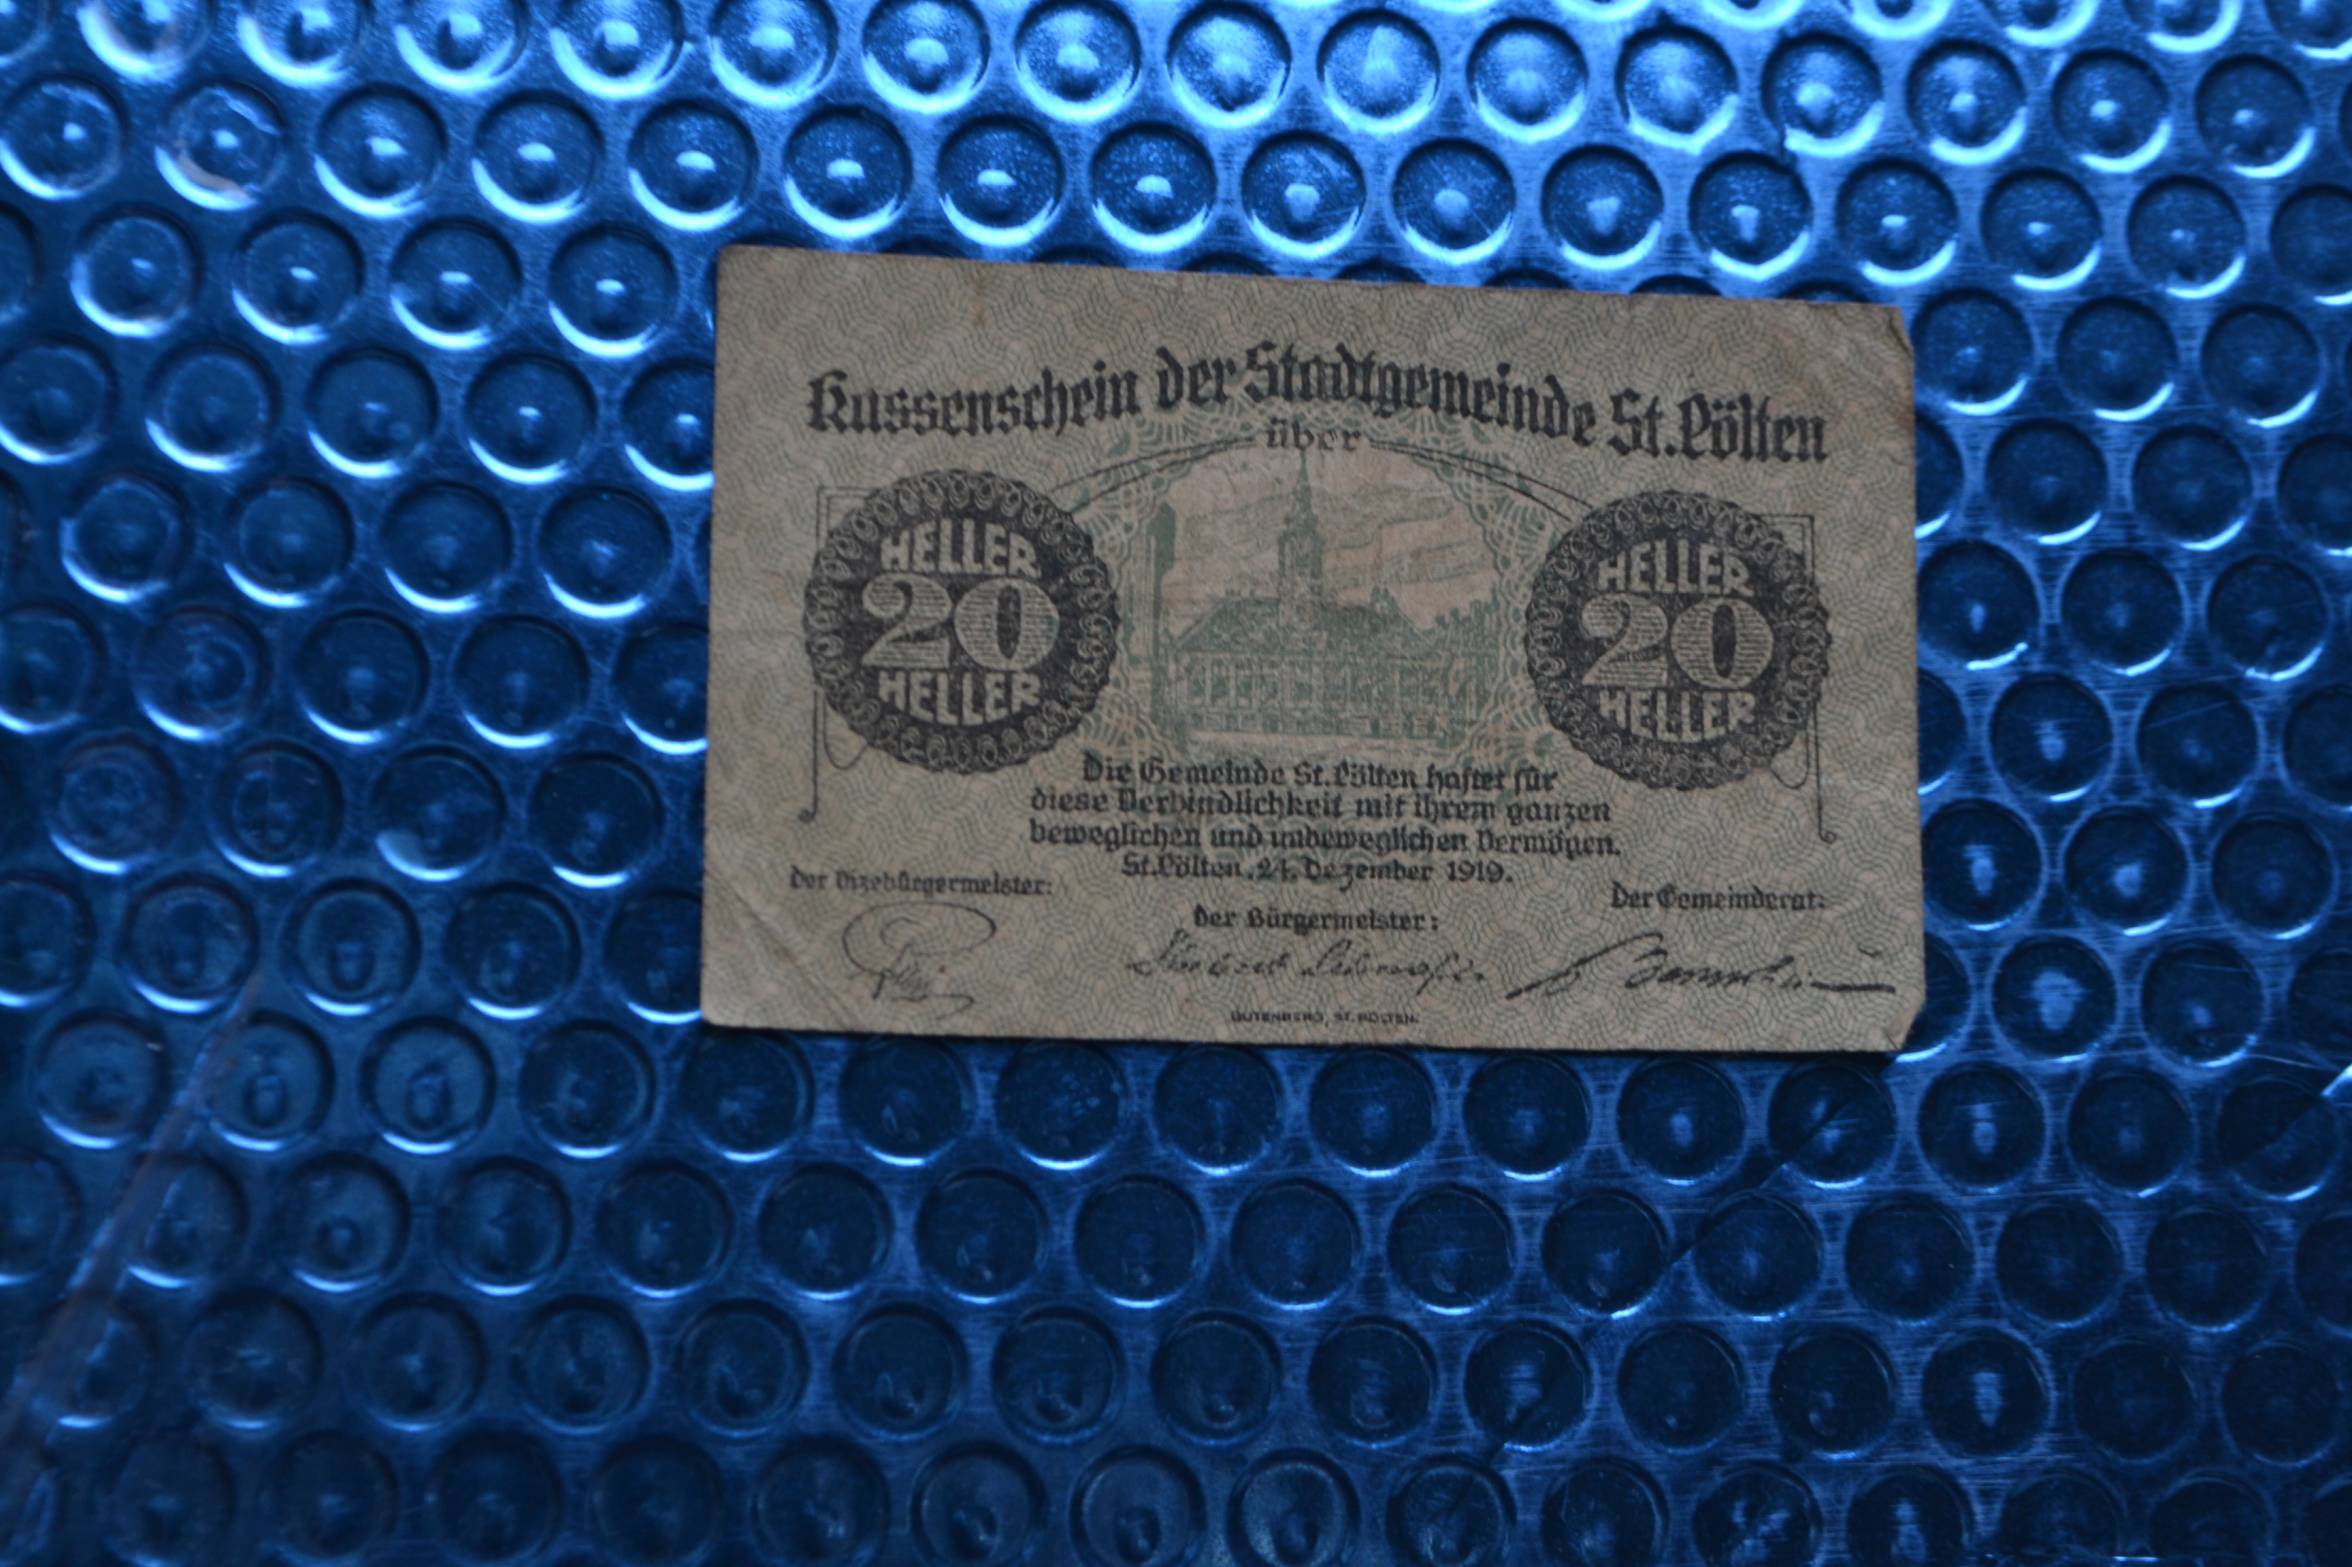 Kassenschein der Stadtgemeinde St. Pölten
über
HELLER
20
HELLER
HELLER
20
HELLER
Die Gemeinde St. Pölten haftet für
diese Verbindlichkeit mit ihrem ganzen
beweglichen und unbeweglichen Vermögen.
St. Pölten, 24. Dezember 1919.
Der Vizebürgermeister:
Der Bürgermeister:
Der Gemeinderat:
GUTENBERG, ST. PÖLTEN.